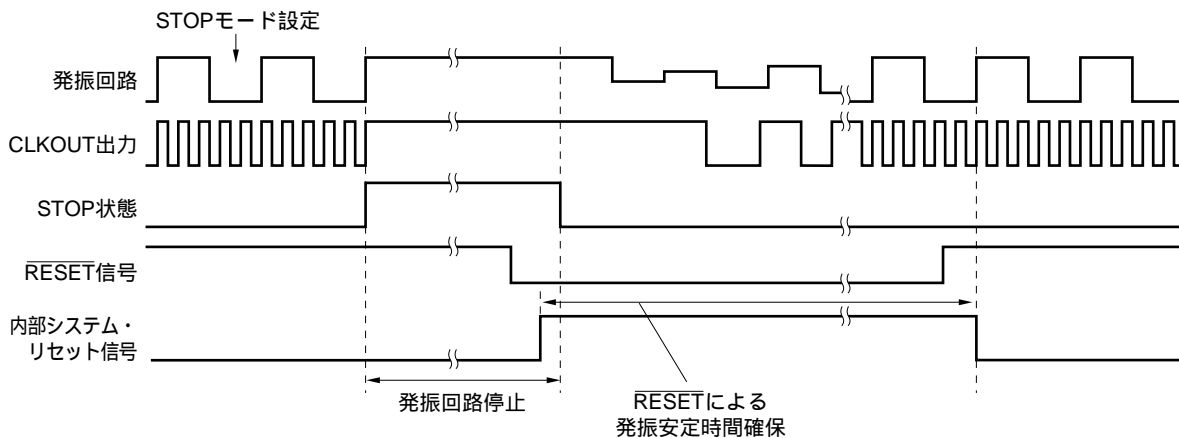 STOPモード設定
発振回路
CLKOUT出力
STOP状態
RESET信号
内部システム・
リセット信号
発振回路停止
RESETによる
発振安定時間確保